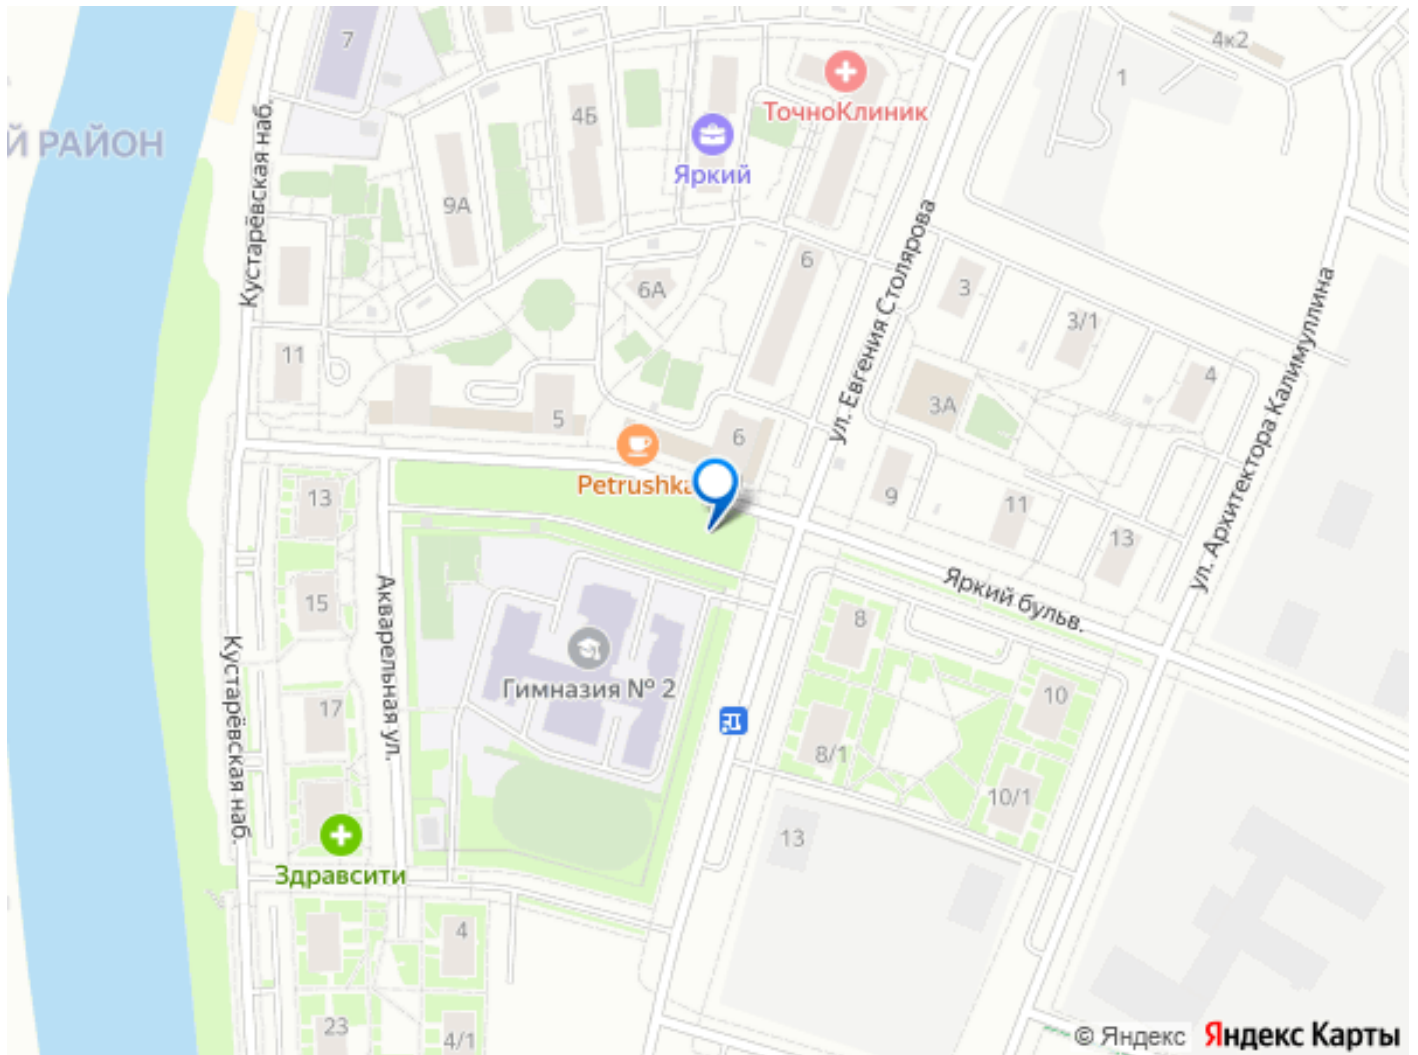 7
4к2
1
ТочноКлиник
4Б
Й РАЙОН
Кустарёвская наб.
Яркий
9А
ул. Евгения Столярова
6
6А
3
3/1
ул. Архитектора Калимуллина
11
4
5
3А
6
Petrushka
13
9
11
13
Яркий бульв.
15
Акварельная ул.
8
Кустарёвская наб.
Гимназия № 2
17
10
8/1
10/1
13
Здравсити
4
23
4/1
© Яндекс Яндекс Карты